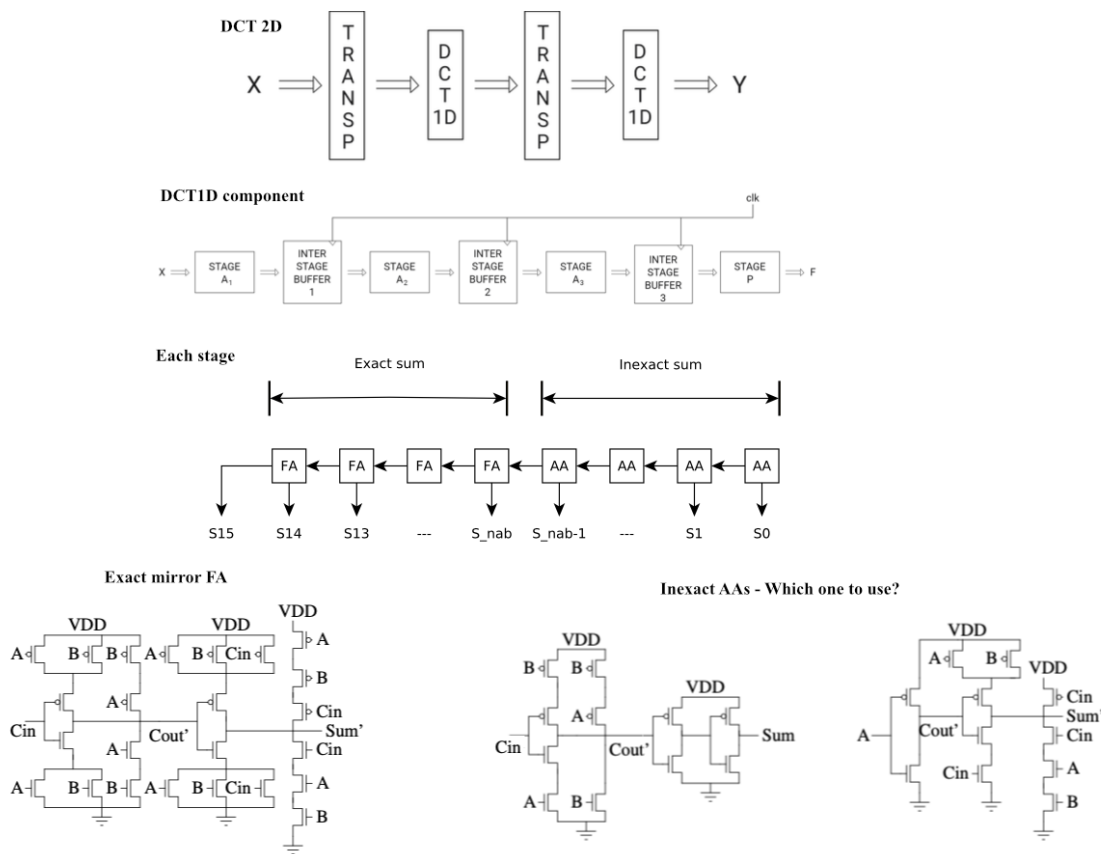 DCT 2D
X
TRANSP
DCT1D
TRANSP
DCT1D
Y
DCT1D component
clk
X
STAGE
A₁
INTER
STAGE
BUFFER
1
STAGE
A₂
INTER
STAGE
BUFFER
2
STAGE
A₃
INTER
STAGE
BUFFER
3
STAGE
P
F
Each stage
Exact sum
Inexact sum
FA FA FA FA AA AA AA AA
S15 S14 S13 --- S_nab S_nab-1 --- S1 S0
Exact mirror FA
Inexact AAs - Which one to use?
VDD
VDD
VDD
A B B A B Cin
A
B
A
Cin
Cin
Cout'
Sum'
A
Cin
A B B A B Cin
A
B
VDD
B B
A
VDD
Cin
Cout'
Sum
A B
VDD
A B
VDD
Cin
A
Cout'
Sum'
Cin
Cin
A
B